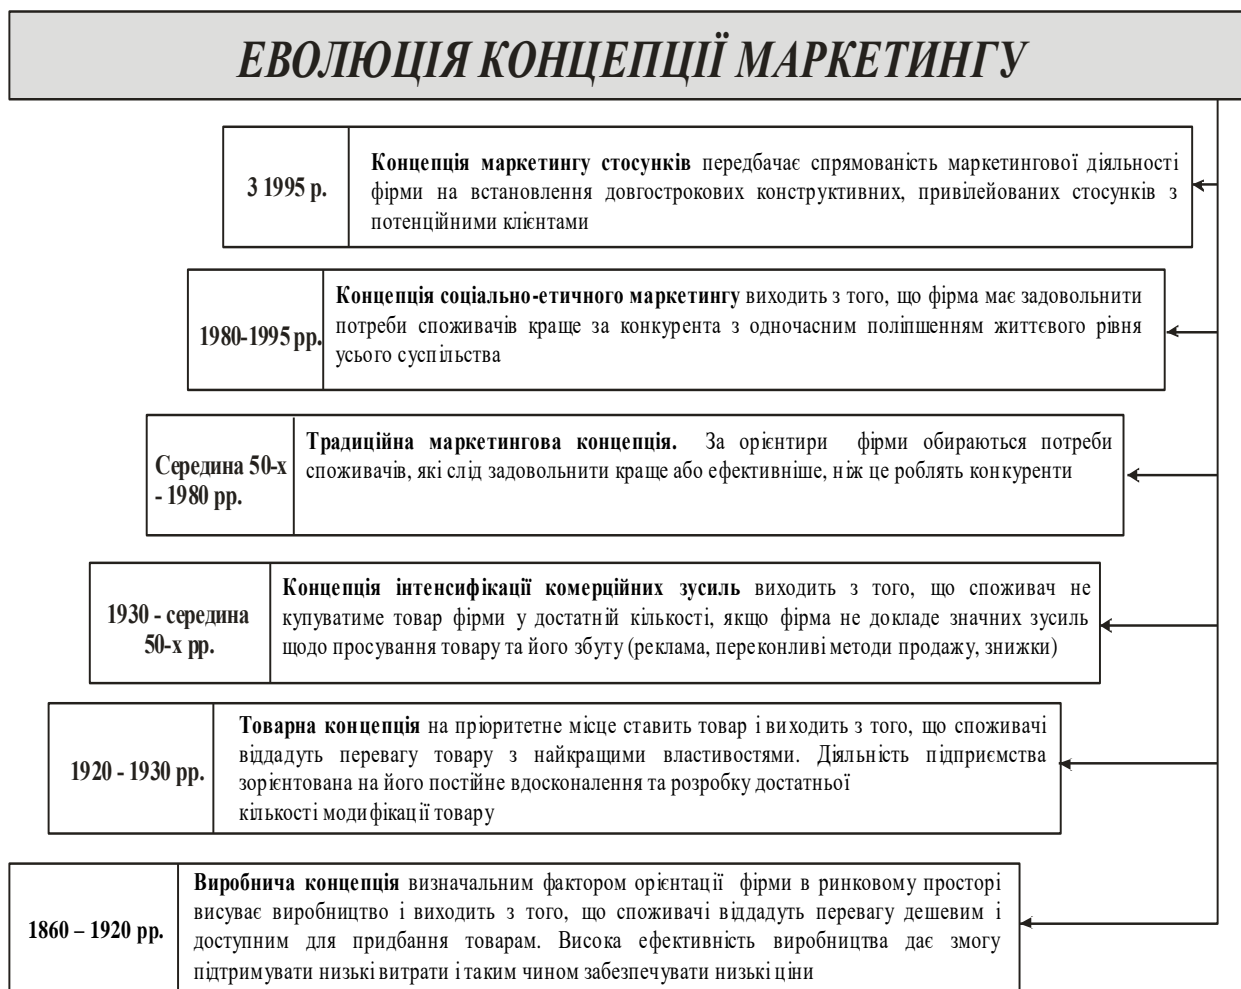 ЕВОЛЮЦІЯ КОНЦЕПЦІЇ МАРКЕТИНГУ
З 1995 р.
Концепція маркетингу стосунків передбачає спрямованість маркетингової діяльності
фірми на встановлення довгострокових конструктивних, привілейованих стосунків з
потенційними клієнтами
1980-1995 рр.
Концепція соціально-етичного маркетингу виходить з того, що фірма має задовольнити
потреби споживачів краще за конкурента з одночасним поліпшенням життєвого рівня
усього суспільства
Середина 50-х
- 1980 рр.
Традиційна маркетингова концепція. За орієнтири фірми обираються потреби
споживачів, які слід задовольнити краще або ефективніше, ніж це роблять конкуренти
1930 - середина
50-х рр.
Концепція інтенсифікації комерційних зусиль виходить з того, що споживач не
купуватиме товар фірми у достатній кількості, якщо фірма не докладе значних зусиль
щодо просування товару та його збуту (реклама, переконливі методи продажу, знижки)
1920 - 1930 рр.
Товарна концепція на пріоритетне місце ставить товар і виходить з того, що споживачі
віддадуть перевагу товару з найкращими властивостями. Діяльність підприємства
зорієнтована на його постійне вдосконалення та розробку достатньої
кількості модифікації товару
1860 – 1920 рр.
Виробнича концепція визначальним фактором орієнтації фірми в ринковому просторі
висуває виробництво і виходить з того, що споживачі віддадуть перевагу дешевим і
доступним для придбання товарам. Висока ефективність виробництва дає змогу
підтримувати низькі витрати і таким чином забезпечувати низькі ціни